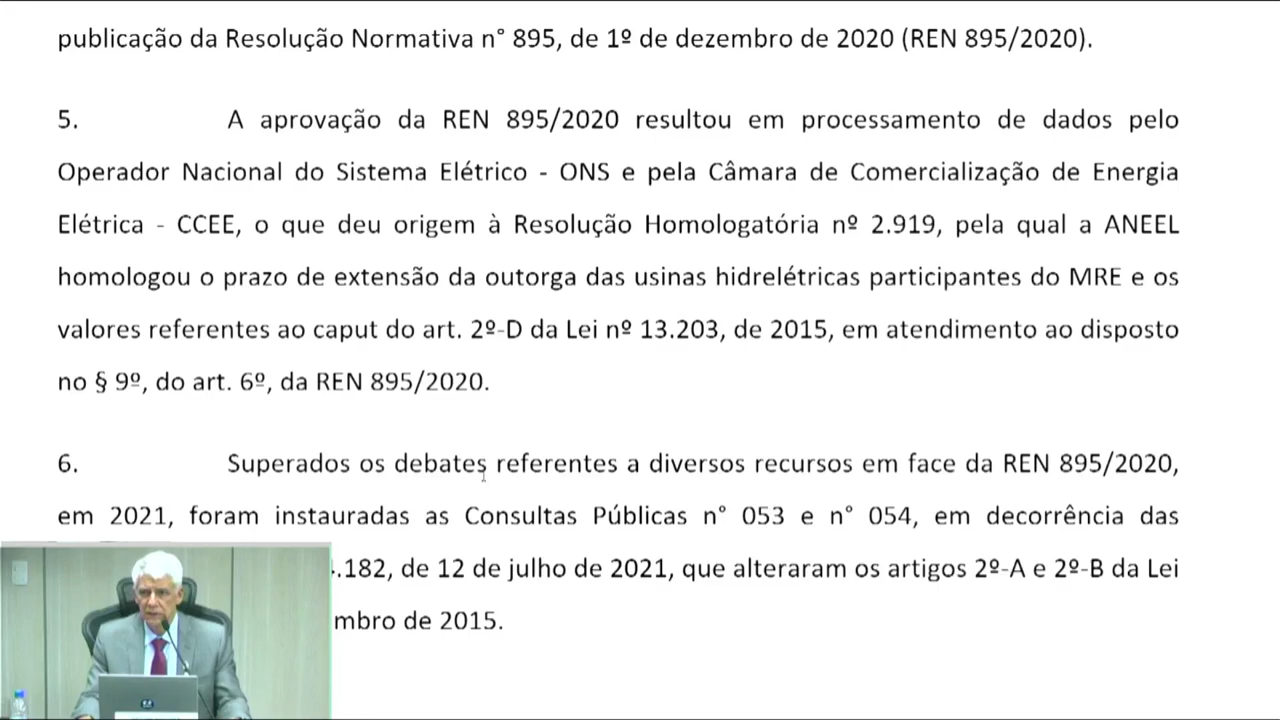 publicação da Resolução Normativa n° 895, de 1º de dezembro de 2020 (REN 895/2020).
5. A aprovação da REN 895/2020 resultou em processamento de dados pelo
Operador Nacional do Sistema Elétrico - ONS e pela Câmara de Comercialização de Energia
Elétrica - CCEE, o que deu origem à Resolução Homologatória nº 2.919, pela qual a ANEEL
homologou o prazo de extensão da outorga das usinas hidrelétricas participantes do MRE e os
valores referentes ao caput do art. 2º-D da Lei nº 13.203, de 2015, em atendimento ao disposto
no § 9º, do art. 6º, da REN 895/2020.
6. Superados os debates referentes a diversos recursos em face da REN 895/2020,
em 2021, foram instauradas as Consultas Públicas n° 053 e n° 054, em decorrência das
.182, de 12 de julho de 2021, que alteraram os artigos 2º-A e 2º-B da Lei
mbro de 2015.